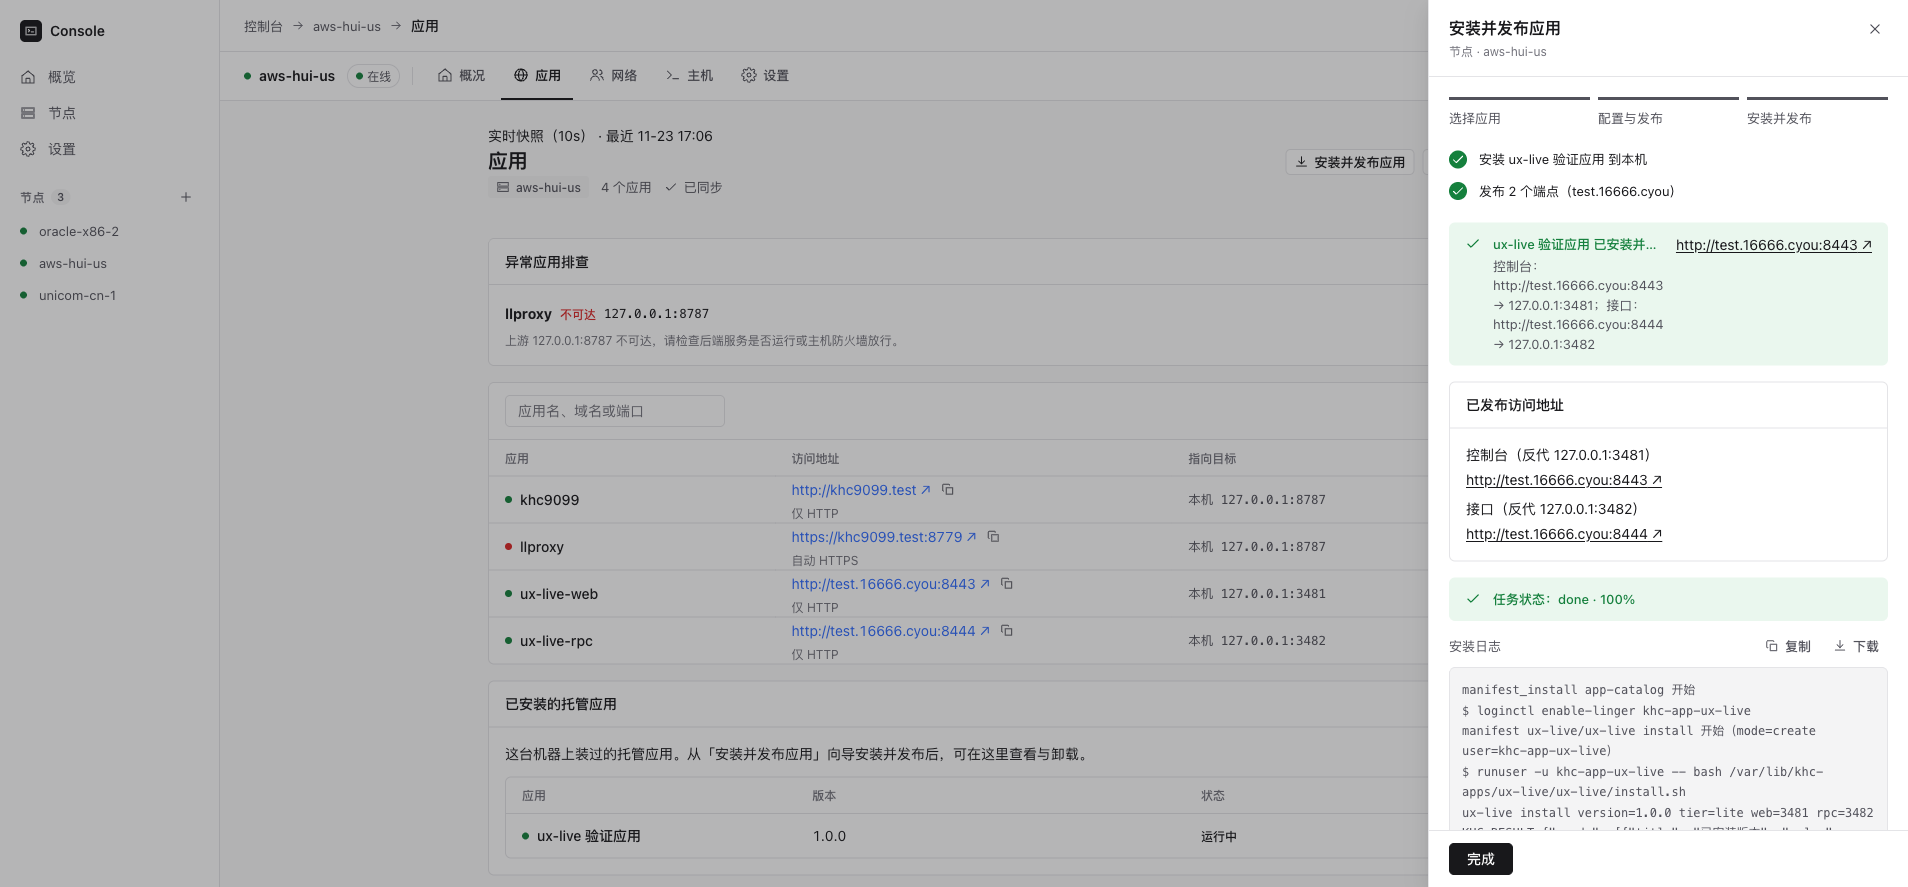 Console
概览
节点
设置
节点 3
oracle-x86-2
aws-hui-us
unicom-cn-1
控制台 → aws-hui-us → 应用
aws-hui-us 在线 概况 应用 网络 主机 设置
实时快照（10s） · 最近 11-23 17:06
应用
安装并发布应用
aws-hui-us 4 个应用 已同步
异常应用排查
llproxy 不可达 127.0.0.1:8787
上游 127.0.0.1:8787 不可达，请检查后端服务是否运行或主机防火墙放行。
应用名、域名或端口
应用 访问地址 指向目标
khc9099 http://khc9099.test ↗ 本机 127.0.0.1:8787
仅 HTTP
llproxy https://khc9099.test:8779 ↗ 本机 127.0.0.1:8787
自动 HTTPS
ux-live-web http://test.16666.cyou:8443 ↗ 本机 127.0.0.1:3481
仅 HTTP
ux-live-rpc http://test.16666.cyou:8444 ↗ 本机 127.0.0.1:3482
仅 HTTP
已安装的托管应用
这台机器上装过的托管应用。从「安装并发布应用」向导安装并发布后，可在这里查看与卸载。
应用 版本 状态
ux-live 验证应用 1.0.0 运行中
安装并发布应用
节点 · aws-hui-us
选择应用 配置与发布 安装并发布
安装 ux-live 验证应用 到本机
发布 2 个端点（test.16666.cyou）
ux-live 验证应用 已安装并... http://test.16666.cyou:8443 ↗
控制台：
http://test.16666.cyou:8443
→ 127.0.0.1:3481；接口：
http://test.16666.cyou:8444
→ 127.0.0.1:3482
已发布访问地址
控制台（反代 127.0.0.1:3481）
http://test.16666.cyou:8443 ↗
接口（反代 127.0.0.1:3482）
http://test.16666.cyou:8444 ↗
任务状态：done · 100%
安装日志 复制 下载
manifest_install app-catalog 开始
$ loginctl enable-linger khc-app-ux-live
manifest ux-live/ux-live install 开始（mode=create
user=khc-app-ux-live）
$ runuser -u khc-app-ux-live -- bash /var/lib/khc-
apps/ux-live/ux-live/install.sh
ux-live install version=1.0.0 tier=lite web=3481 rpc=3482
完成